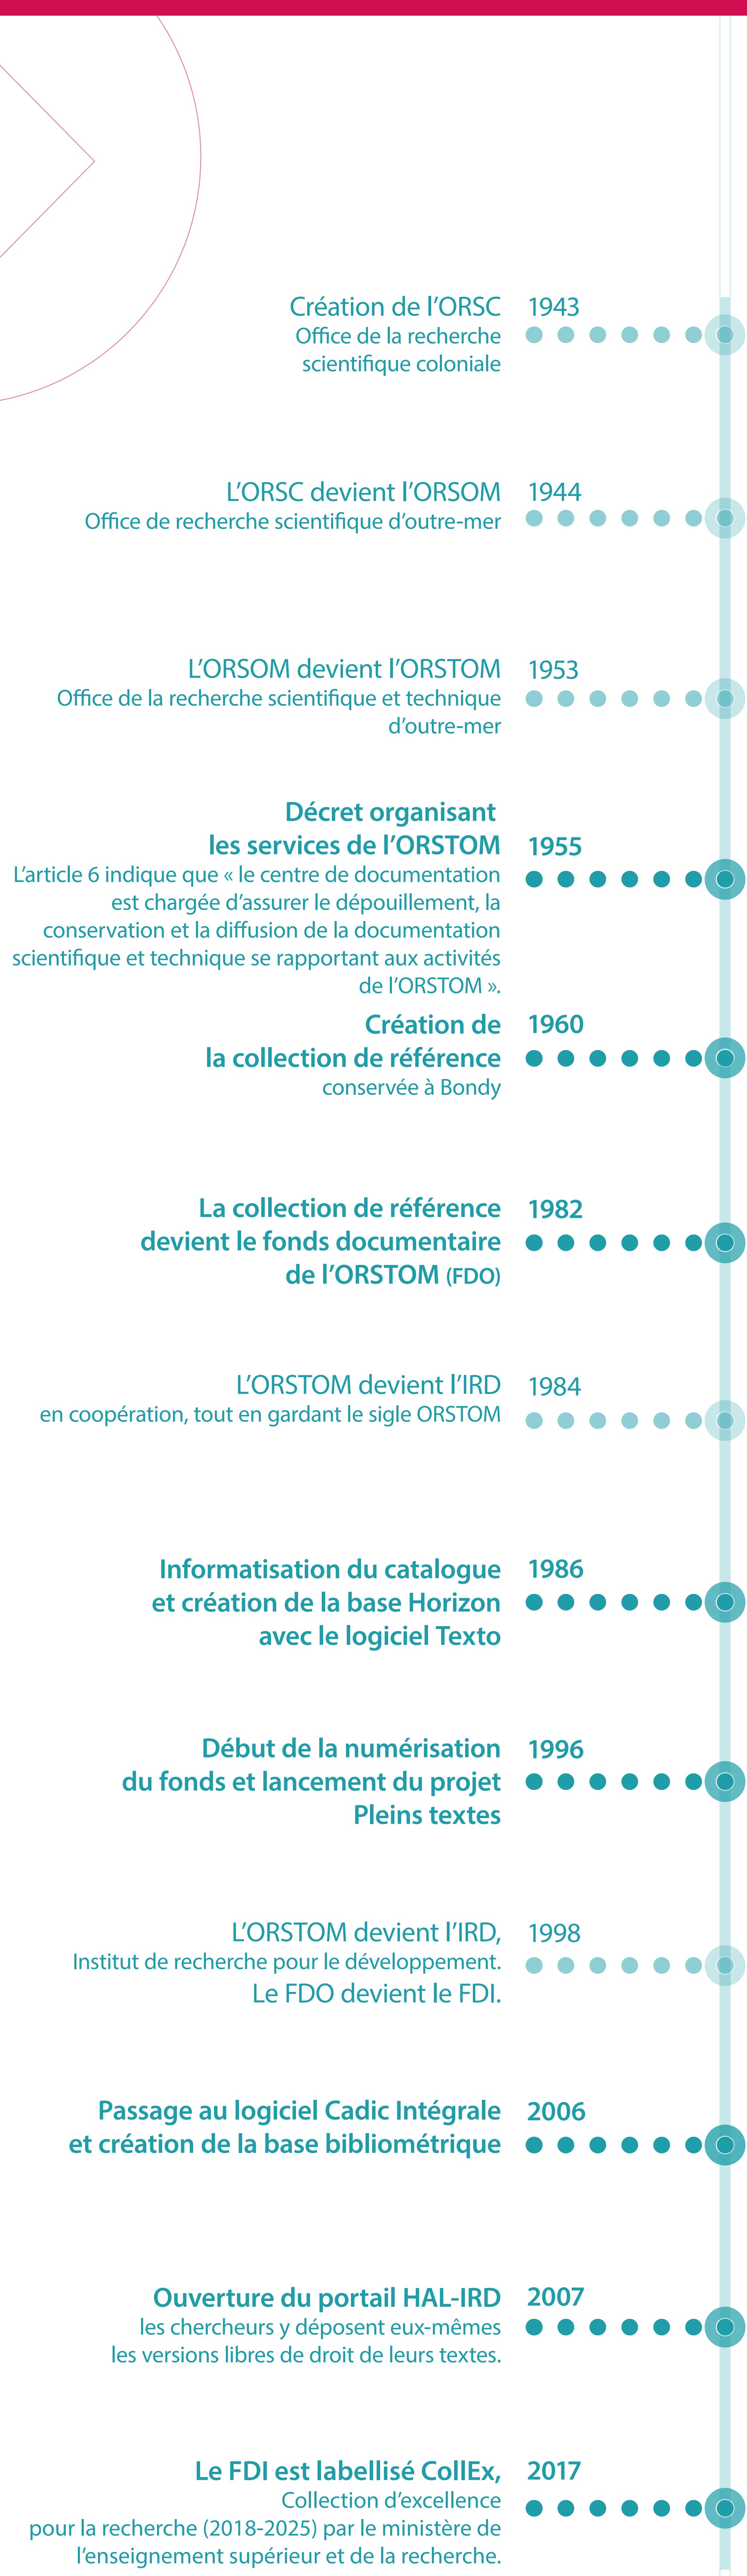 Création de l’ORSC 1943
Office de la recherche
scientifique coloniale
L’ORSC devient l’ORSOM 1944
Office de recherche scientifique d’outre-mer
L’ORSOM devient l’ORSTOM 1953
Office de la recherche scientifique et technique
d’outre-mer
Décret organisant
les services de l’ORSTOM 1955
L’article 6 indique que « le centre de documentation
est chargée d’assurer le dépouillement, la
conservation et la diffusion de la documentation
scientifique et technique se rapportant aux activités
de l’ORSTOM ».
Création de 1960
la collection de référence
conservée à Bondy
La collection de référence 1982
devient le fonds documentaire
de l’ORSTOM (FDO)
L’ORSTOM devient l’IRD 1984
en coopération, tout en gardant le sigle ORSTOM
Informatisation du catalogue 1986
et création de la base Horizon
avec le logiciel Texto
Début de la numérisation 1996
du fonds et lancement du projet
Pleins textes
L’ORSTOM devient l’IRD, 1998
Institut de recherche pour le développement.
Le FDO devient le FDI.
Passage au logiciel Cadic Intégrale 2006
et création de la base bibliométrique
Ouverture du portail HAL-IRD 2007
les chercheurs y déposent eux-mêmes
les versions libres de droit de leurs textes.
Le FDI est labellisé CollEx, 2017
Collection d’excellence
pour la recherche (2018-2025) par le ministère de
l’enseignement supérieur et de la recherche.